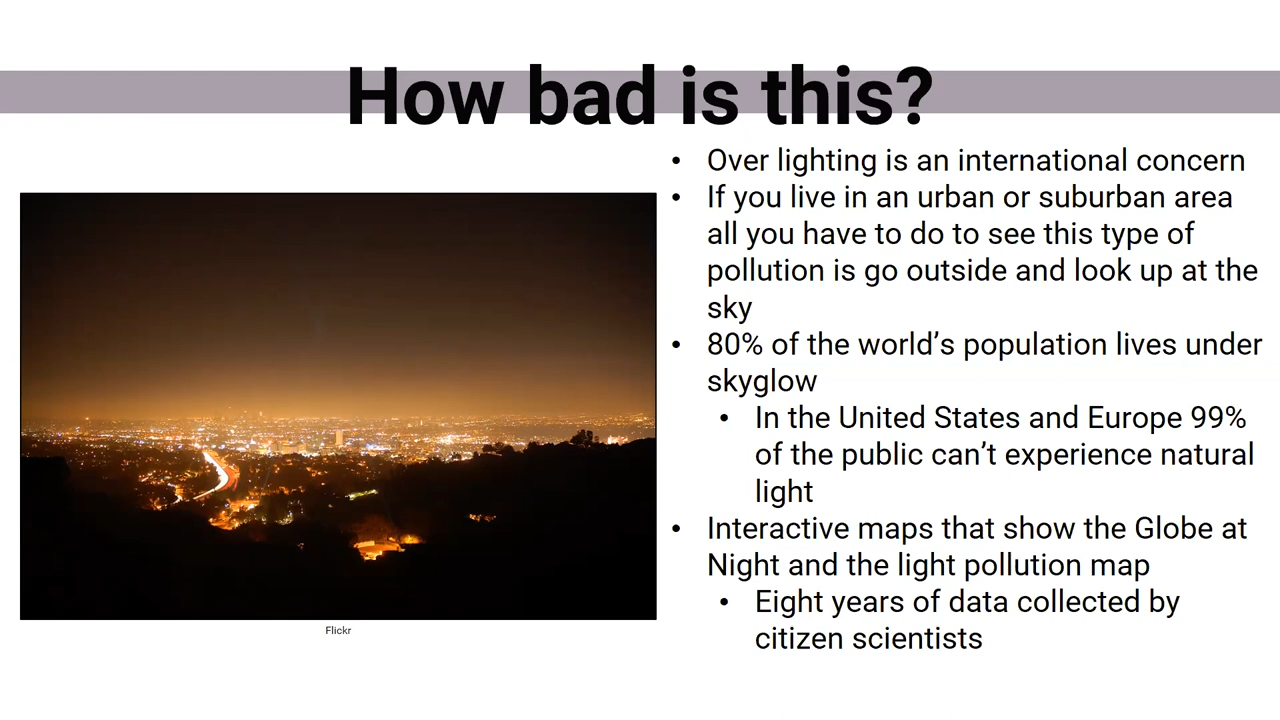 How bad is this?
• Over lighting is an international concern
• If you live in an urban or suburban area
all you have to do to see this type of
pollution is go outside and look up at the
sky
• 80% of the world’s population lives under
skyglow
• In the United States and Europe 99%
of the public can’t experience natural
light
• Interactive maps that show the Globe at
Night and the light pollution map
• Eight years of data collected by
citizen scientists
Flickr